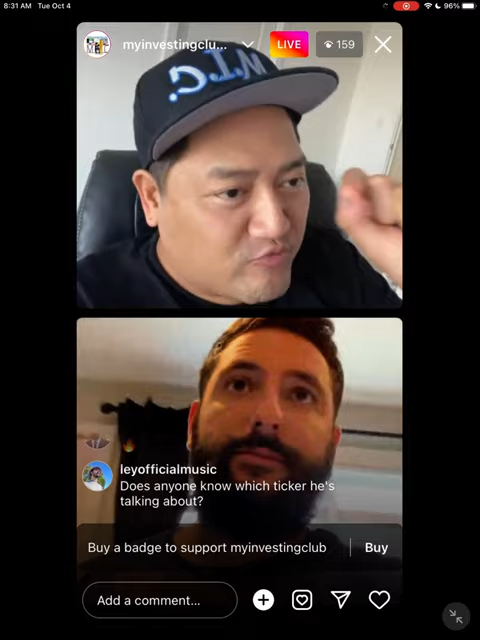 8:31 AM Tue Oct 4
96%
myinvestingclu...
LIVE
159
M.I.C.
leyofficialmusic
Does anyone know which ticker he's
talking about?
Buy a badge to support myinvestingclub
Buy
Add a comment...